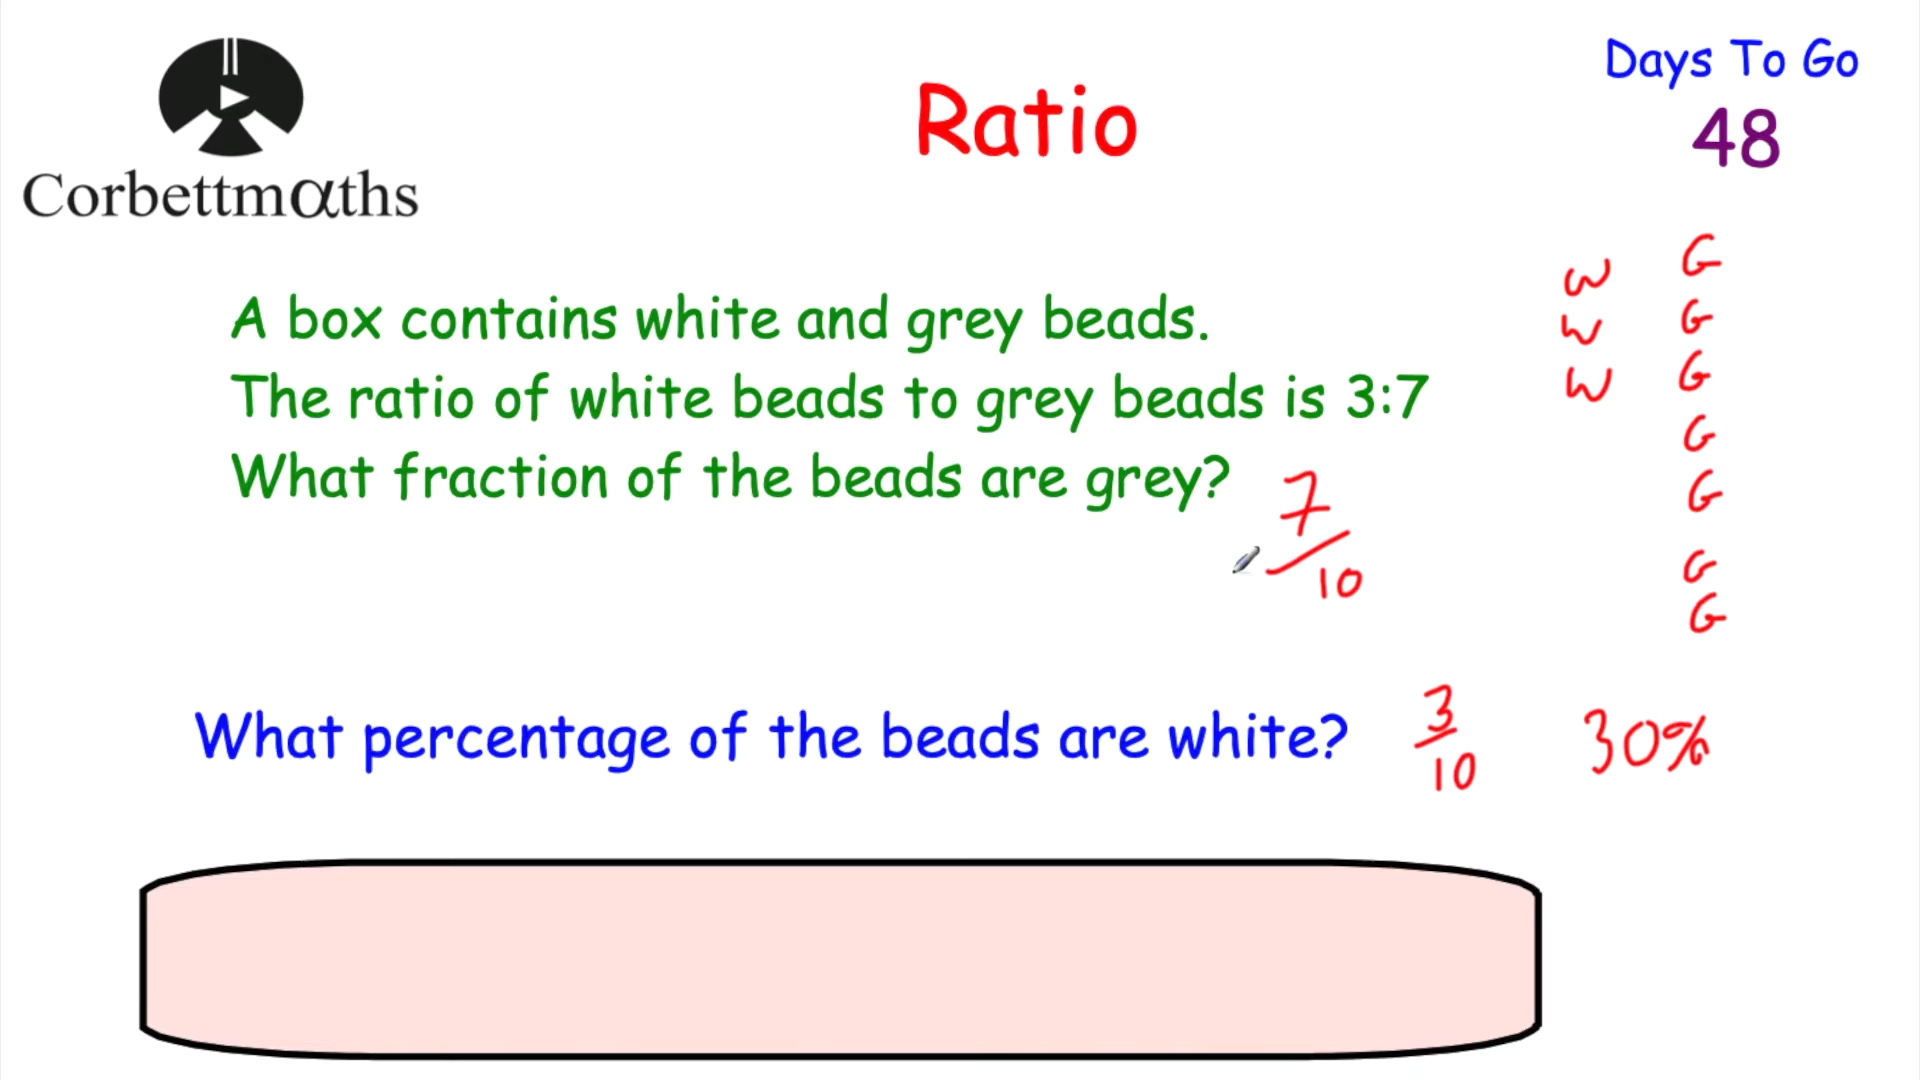 Corbettmαths
Ratio
Days To Go
48
A box contains white and grey beads.
The ratio of white beads to grey beads is 3:7
What fraction of the beads are grey?
7/10
W G
W G
W G
G
G
G
G
What percentage of the beads are white?
3/10 30%